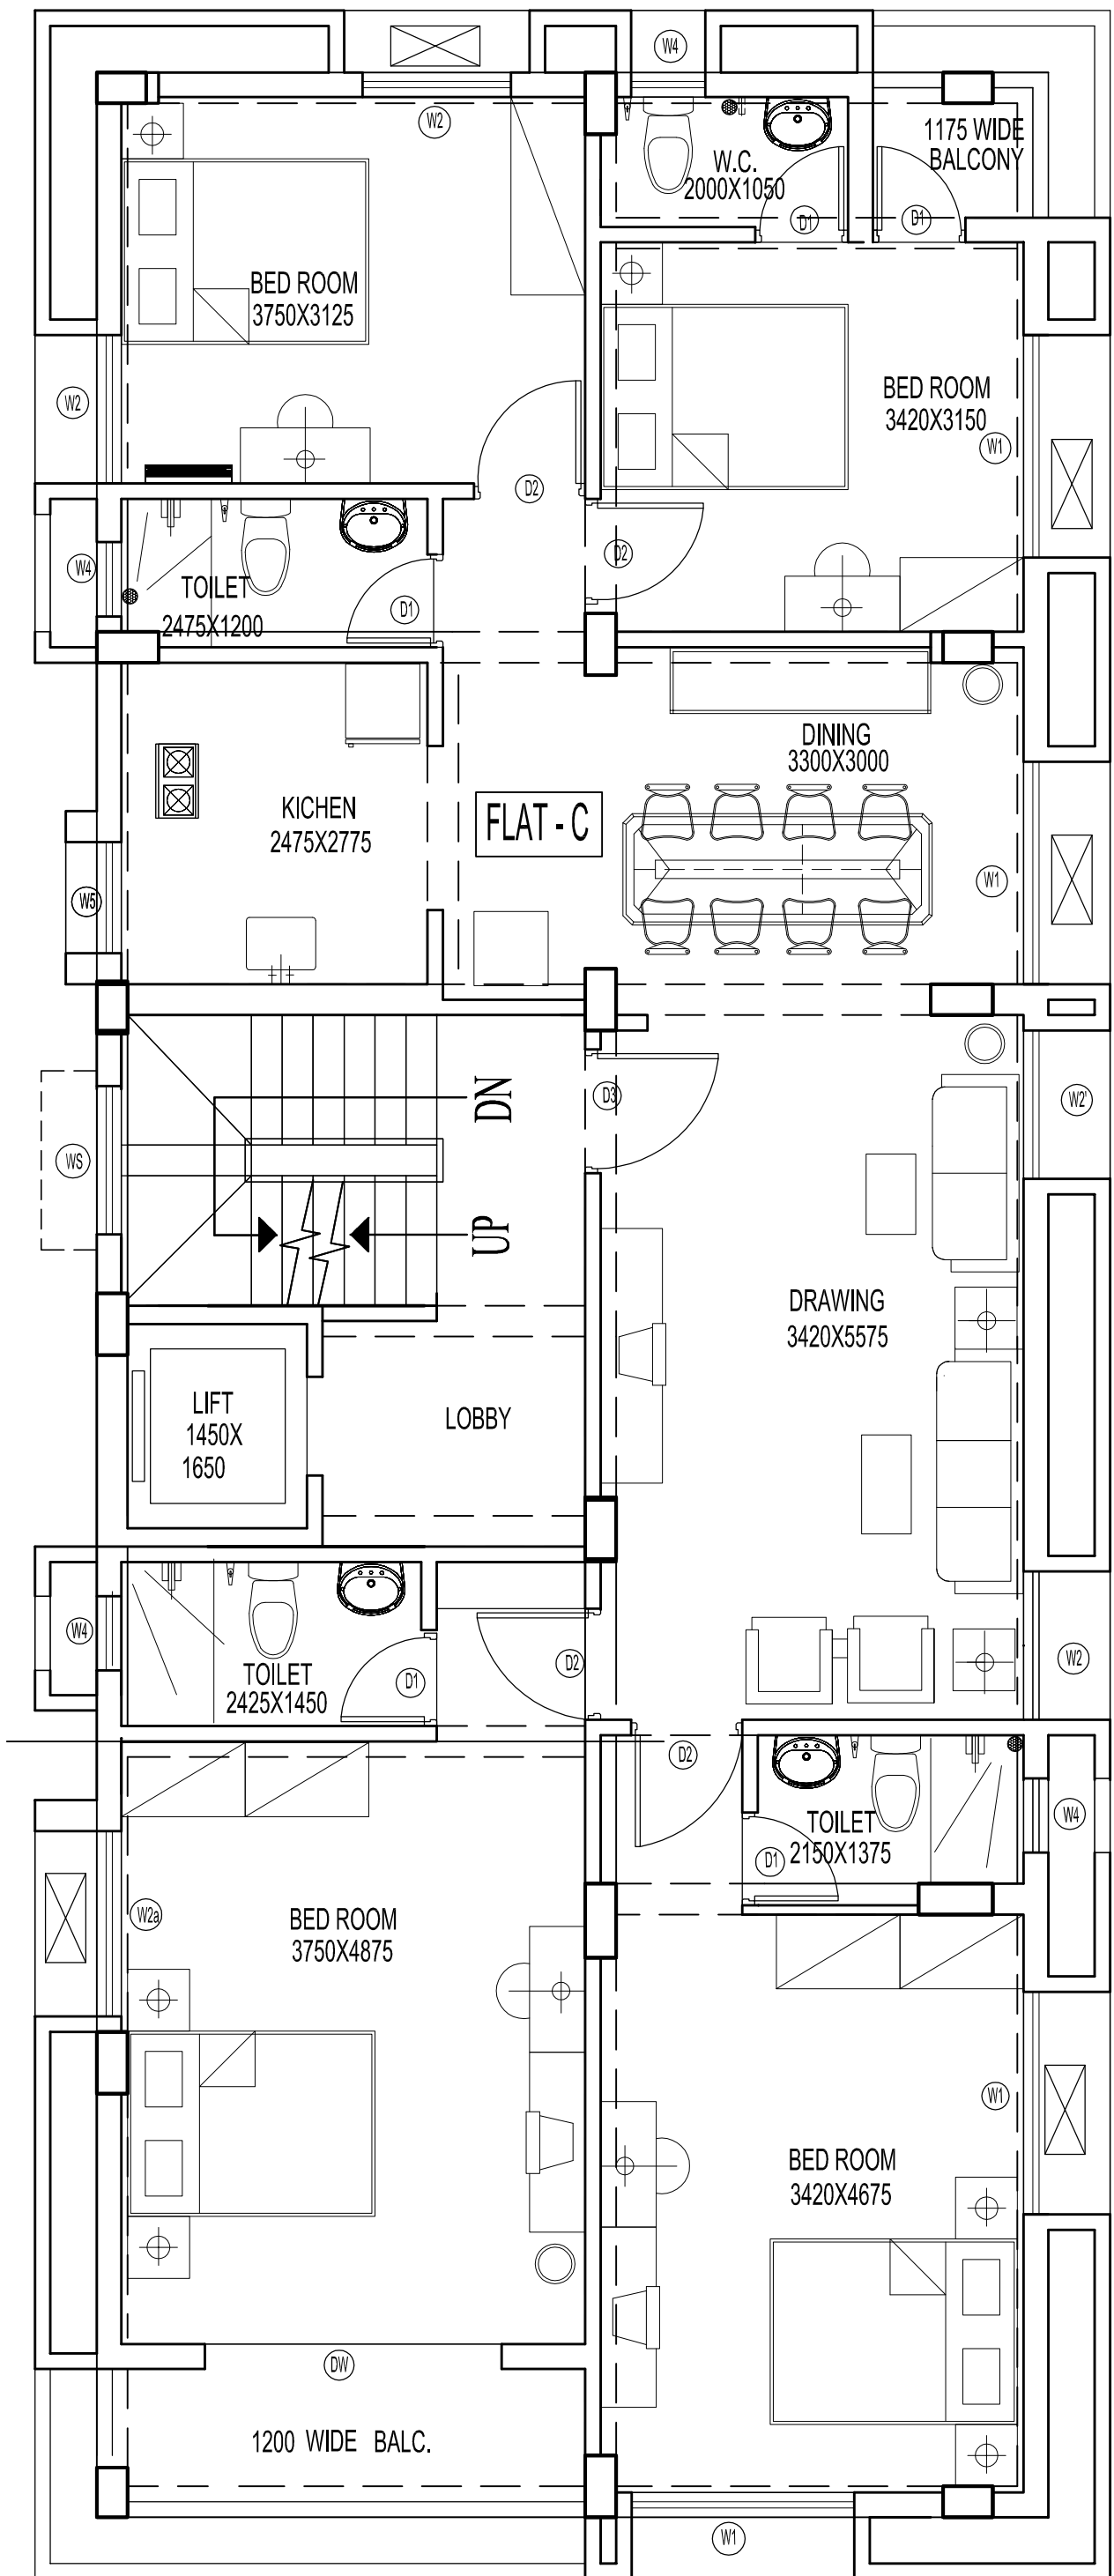 W4
W2
1175 WIDE
BALCONY
W.C.
2000X1050
D1
D1
BED ROOM
3750X3125
W2
BED ROOM
3420X3150
W1
D2
D2
W4
TOILET
2475X1200
D1
DINING
3300X3000
KICHEN
2475X2775
FLAT - C
W1
W5
D3
DN
W2'
WS
UP
DRAWING
3420X5575
LIFT
1450X
1650
LOBBY
W4
TOILET
2425X1450
D1
D2
W2
D2
TOILET
2150X1375
W4
D1
W2a
BED ROOM
3750X4875
W1
BED ROOM
3420X4675
DW
1200 WIDE BALC.
W1